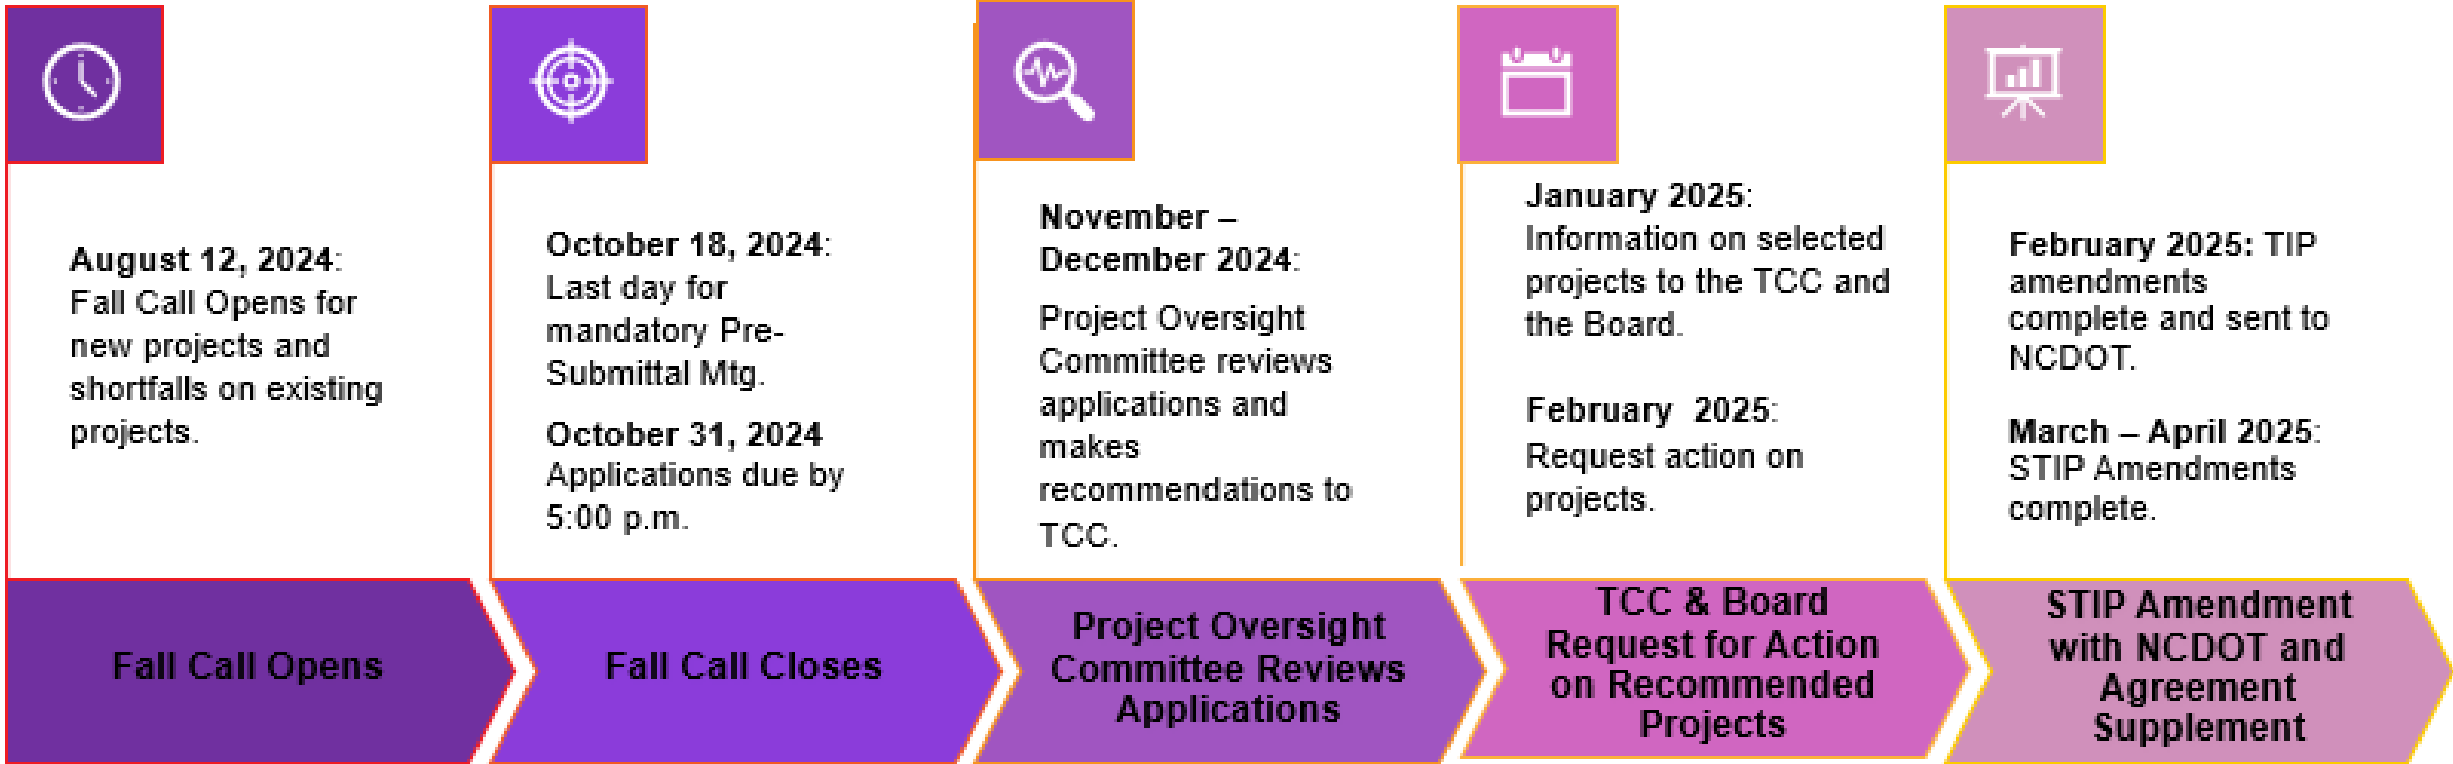 August 12, 2024:
Fall Call Opens for
new projects and
shortfalls on existing
projects.
Fall Call Opens
October 18, 2024:
Last day for
mandatory Pre-
Submittal Mtg.
October 31, 2024
Applications due by
5:00 p.m.
Fall Call Closes
November –
December 2024:
Project Oversight
Committee reviews
applications and
makes
recommendations to
TCC.
Project Oversight
Committee Reviews
Applications
January 2025:
Information on selected
projects to the TCC and
the Board.
February 2025:
Request action on
projects.
TCC & Board
Request for Action
on Recommended
Projects
February 2025: TIP
amendments
complete and sent to
NCDOT.
March – April 2025:
STIP Amendments
complete.
STIP Amendment
with NCDOT and
Agreement
Supplement